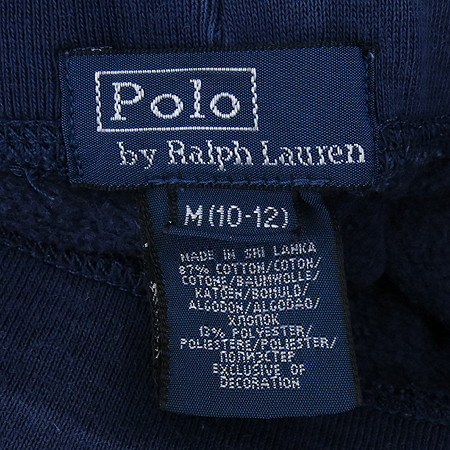 Polo
by Ralph Lauren
M (10-12)
MADE IN SRI LANKA
87% COTTON/COTON/
COTONE/BAUMWOLLE/
KATOEN/BOHULD/
ALGODON/ALGODAO/
ХЛОПОК
13% POLYESTER/
POLIESTERE/POLIESTER/
ПОЛИЭСТЕР
EXCLUSIVE OF
DECORATION